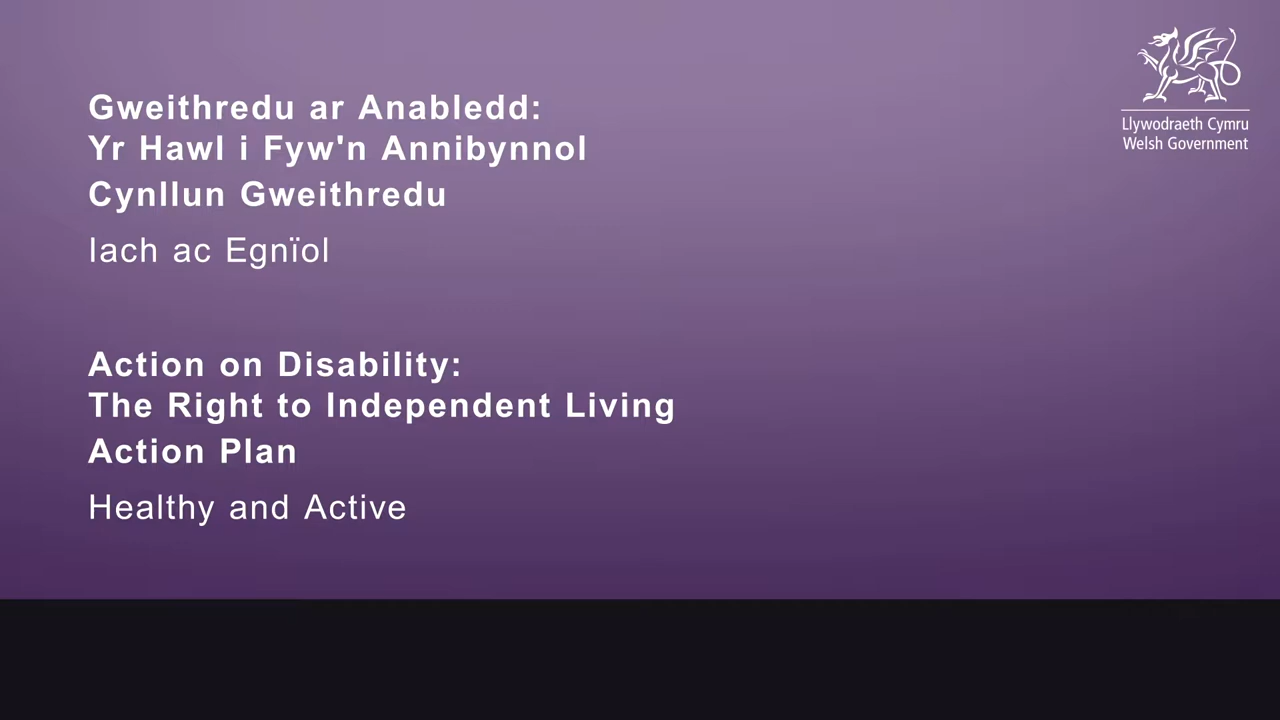 Gweithredu ar Anabledd:
Yr Hawl i Fyw'n Annibynnol
Cynllun Gweithredu
Iach ac Egnïol
Action on Disability:
The Right to Independent Living
Action Plan
Healthy and Active
Llywodraeth Cymru
Welsh Government